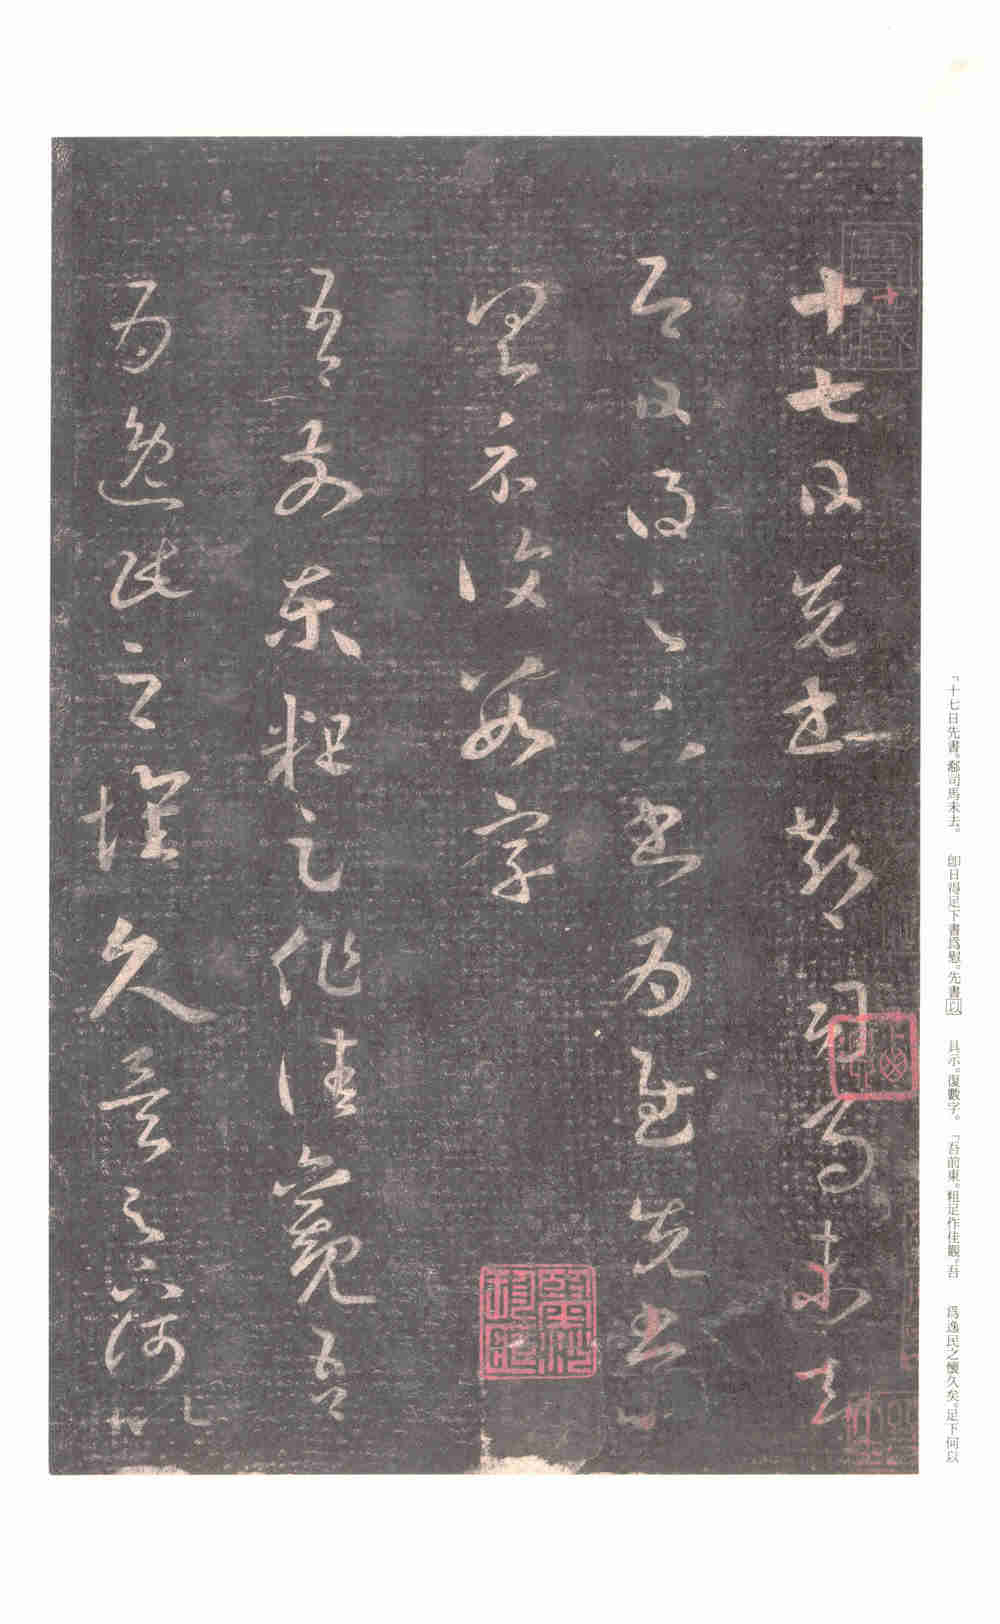 十七日先書郗司馬未去
即日得足下書為慰先書以
具示復數字
吾前東粗足作佳觀吾
為逸民之懷久矣足下何以
「十七日先書。郗司馬未去。　即日得足下書爲慰。先書以　具示。復數字。「吾前東。粗足作佳觀。吾　爲逸民之懷久矣。足下何以